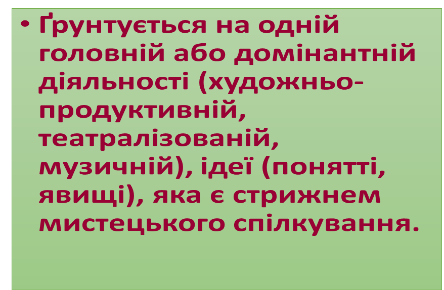 • Ґрунтується на одній
головній або домінантній
діяльності (художньо-
продуктивній,
театралізованій,
музичній), ідеї (понятті,
явищі), яка є стрижнем
мистецького спілкування.